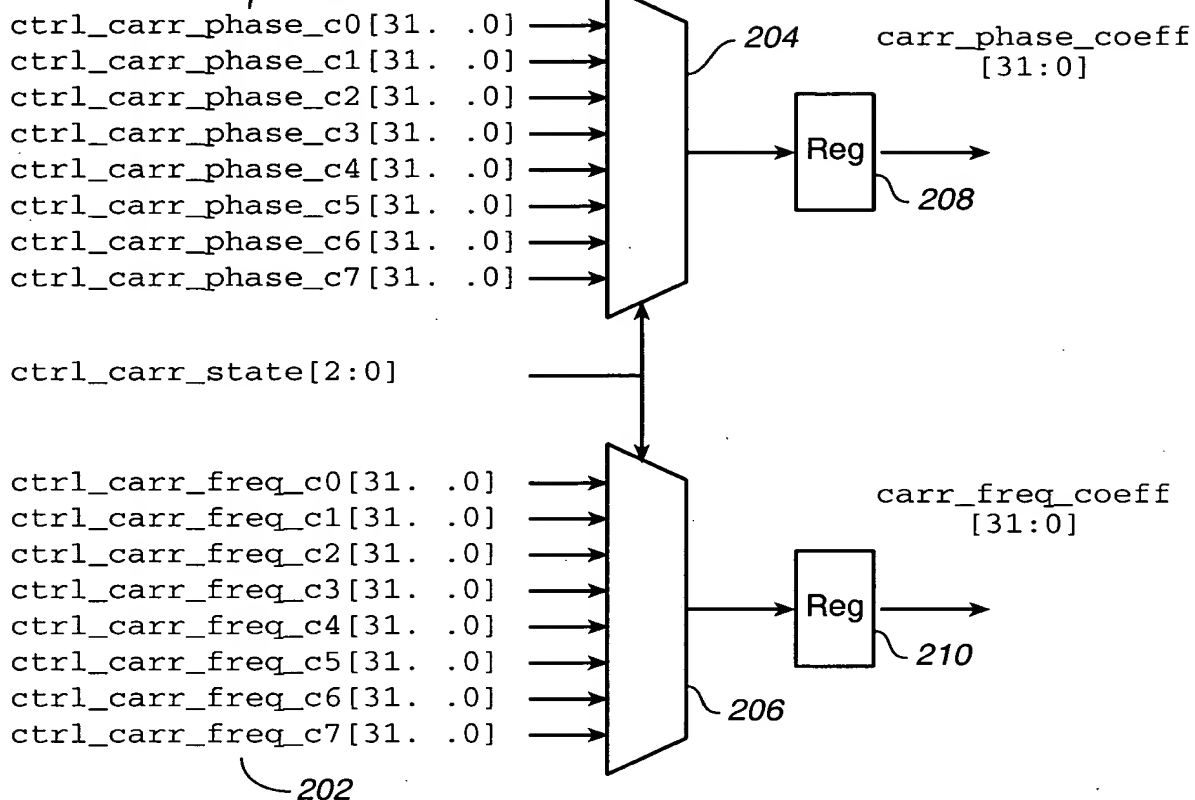 ctrl_carr_phase_c0[31. .0]
ctrl_carr_phase_c1[31. .0]
ctrl_carr_phase_c2[31. .0]
ctrl_carr_phase_c3[31. .0]
ctrl_carr_phase_c4[31. .0]
ctrl_carr_phase_c5[31. .0]
ctrl_carr_phase_c6[31. .0]
ctrl_carr_phase_c7[31. .0]
204
carr_phase_coeff
[31:0]
Reg
208
ctrl_carr_state[2:0]
ctrl_carr_freq_c0[31. .0]
ctrl_carr_freq_c1[31. .0]
ctrl_carr_freq_c2[31. .0]
ctrl_carr_freq_c3[31. .0]
ctrl_carr_freq_c4[31. .0]
ctrl_carr_freq_c5[31. .0]
ctrl_carr_freq_c6[31. .0]
ctrl_carr_freq_c7[31. .0]
202
206
carr_freq_coeff
[31:0]
Reg
210